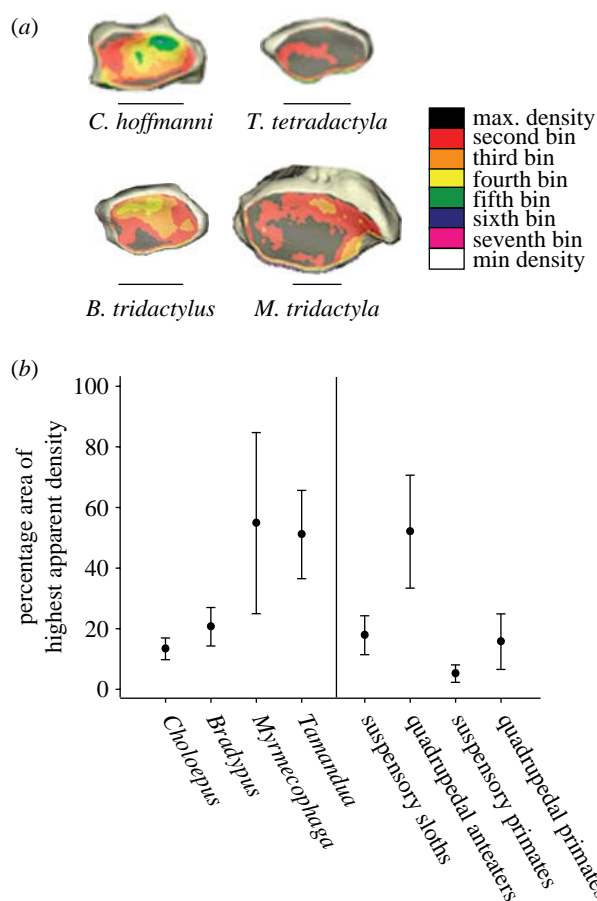 (a)
C. hoffmanni T. tetradactyla
B. tridactylus M. tridactyla
max. density
second bin
third bin
fourth bin
fifth bin
sixth bin
seventh bin
min density
(b)
percentage area of
highest apparent density
100
80
60
40
20
0
Choloepus
Bradypus
Myrmecophaga
Tamandua
suspensory sloths
quadrupedal anteaters
suspensory primates
quadrupedal primates